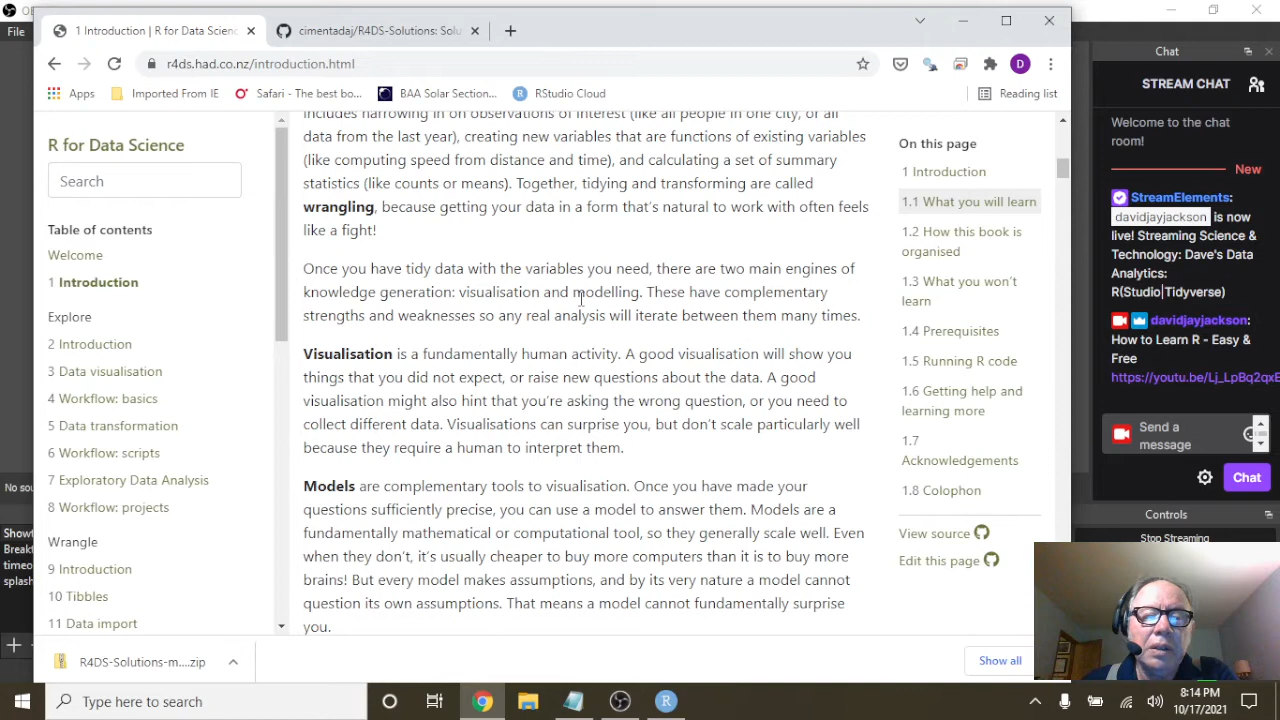 File
1 Introduction | R for Data Scienc
cimentadaj/R4DS-Solutions: Solu
r4ds.had.co.nz/introduction.html
Apps
Imported From IE
Safari - The best bo...
BAA Solar Section...
RStudio Cloud
Reading list
R for Data Science
Search
Table of contents
Welcome
1 Introduction
Explore
2 Introduction
3 Data visualisation
4 Workflow: basics
5 Data transformation
6 Workflow: scripts
7 Exploratory Data Analysis
8 Workflow: projects
Wrangle
9 Introduction
10 Tibbles
11 Data import
includes narrowing in on observations of interest (like all people in one city, or all
data from the last year), creating new variables that are functions of existing variables
(like computing speed from distance and time), and calculating a set of summary
statistics (like counts or means). Together, tidying and transforming are called
wrangling, because getting your data in a form that's natural to work with often feels
like a fight!
Once you have tidy data with the variables you need, there are two main engines of
knowledge generation: visualisation and modelling. These have complementary
strengths and weaknesses so any real analysis will iterate between them many times.
Visualisation is a fundamentally human activity. A good visualisation will show you
things that you did not expect, or raise new questions about the data. A good
visualisation might also hint that you're asking the wrong question, or you need to
collect different data. Visualisations can surprise you, but don't scale particularly well
because they require a human to interpret them.
Models are complementary tools to visualisation. Once you have made your
questions sufficiently precise, you can use a model to answer them. Models are a
fundamentally mathematical or computational tool, so they generally scale well. Even
when they don't, it's usually cheaper to buy more computers than it is to buy more
brains! But every model makes assumptions, and by its very nature a model cannot
question its own assumptions. That means a model cannot fundamentally surprise
you.
On this page
1 Introduction
1.1 What you will learn
1.2 How this book is
organised
1.3 What you won't
learn
1.4 Prerequisites
1.5 Running R code
1.6 Getting help and
learning more
1.7
Acknowledgements
1.8 Colophon
View source
Edit this page
Chat
STREAM CHAT
Welcome to the chat
room!
New
StreamElements:
davidjayjackson is now
live! Streaming Science &
Technology: Dave's Data
Analytics:
R(Studio|Tidyverse)
davidjayjackson:
How to Learn R - Easy &
Free
https://youtu.be/Lj_LpBq2qxE
Send a
message
Chat
Controls
Stop Streaming
No sou
Showt
Break
timeo
splash
R4DS-Solutions-m....zip
Show all
Type here to search
8:14 PM
10/17/2021